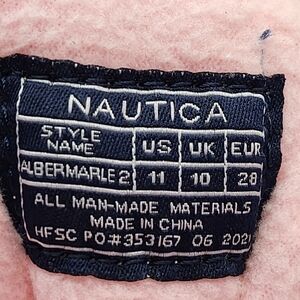 NAUTICA
STYLE NAME US UK EUR
ALBERMARLE 2 11 10 28
ALL MAN-MADE MATERIALS
MADE IN CHINA
HFSC PO#353167 06 2021